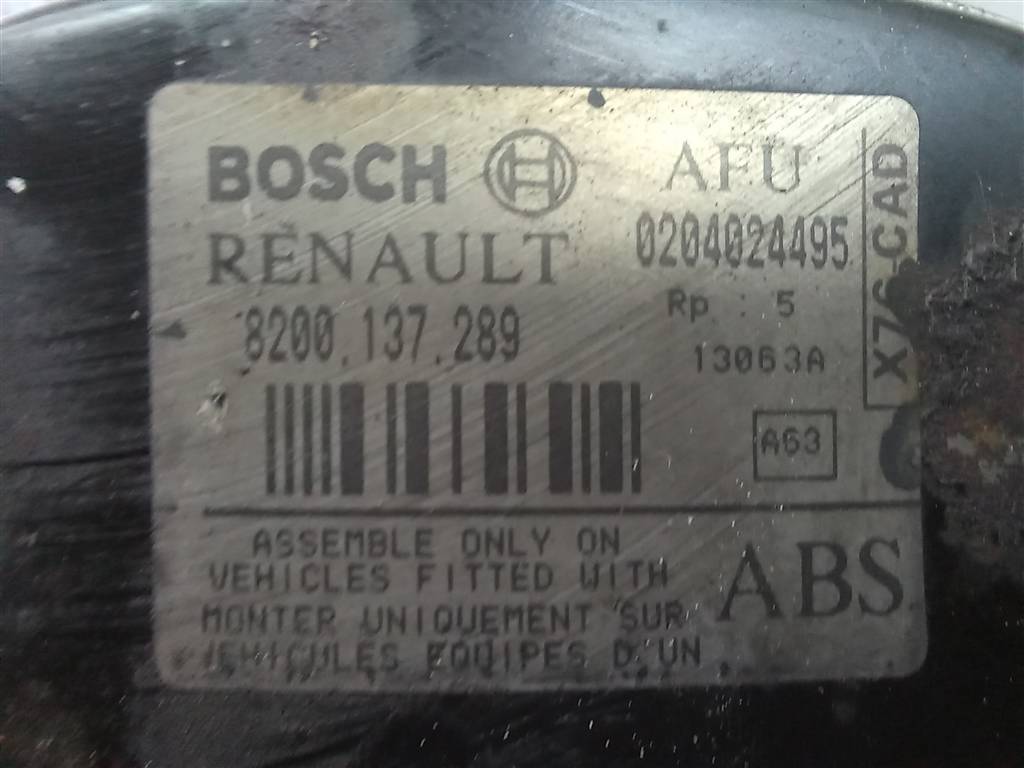 BOSCH AFU
RENAULT 0204024495
8200.137.289 Rp : 5
13063A
X76-CAD
A63
ASSEMBLE ONLY ON
VEHICLES FITTED WITH
MONTER UNIQUEMENT SUR
VEHICULES EQUIPES D'UN
ABS